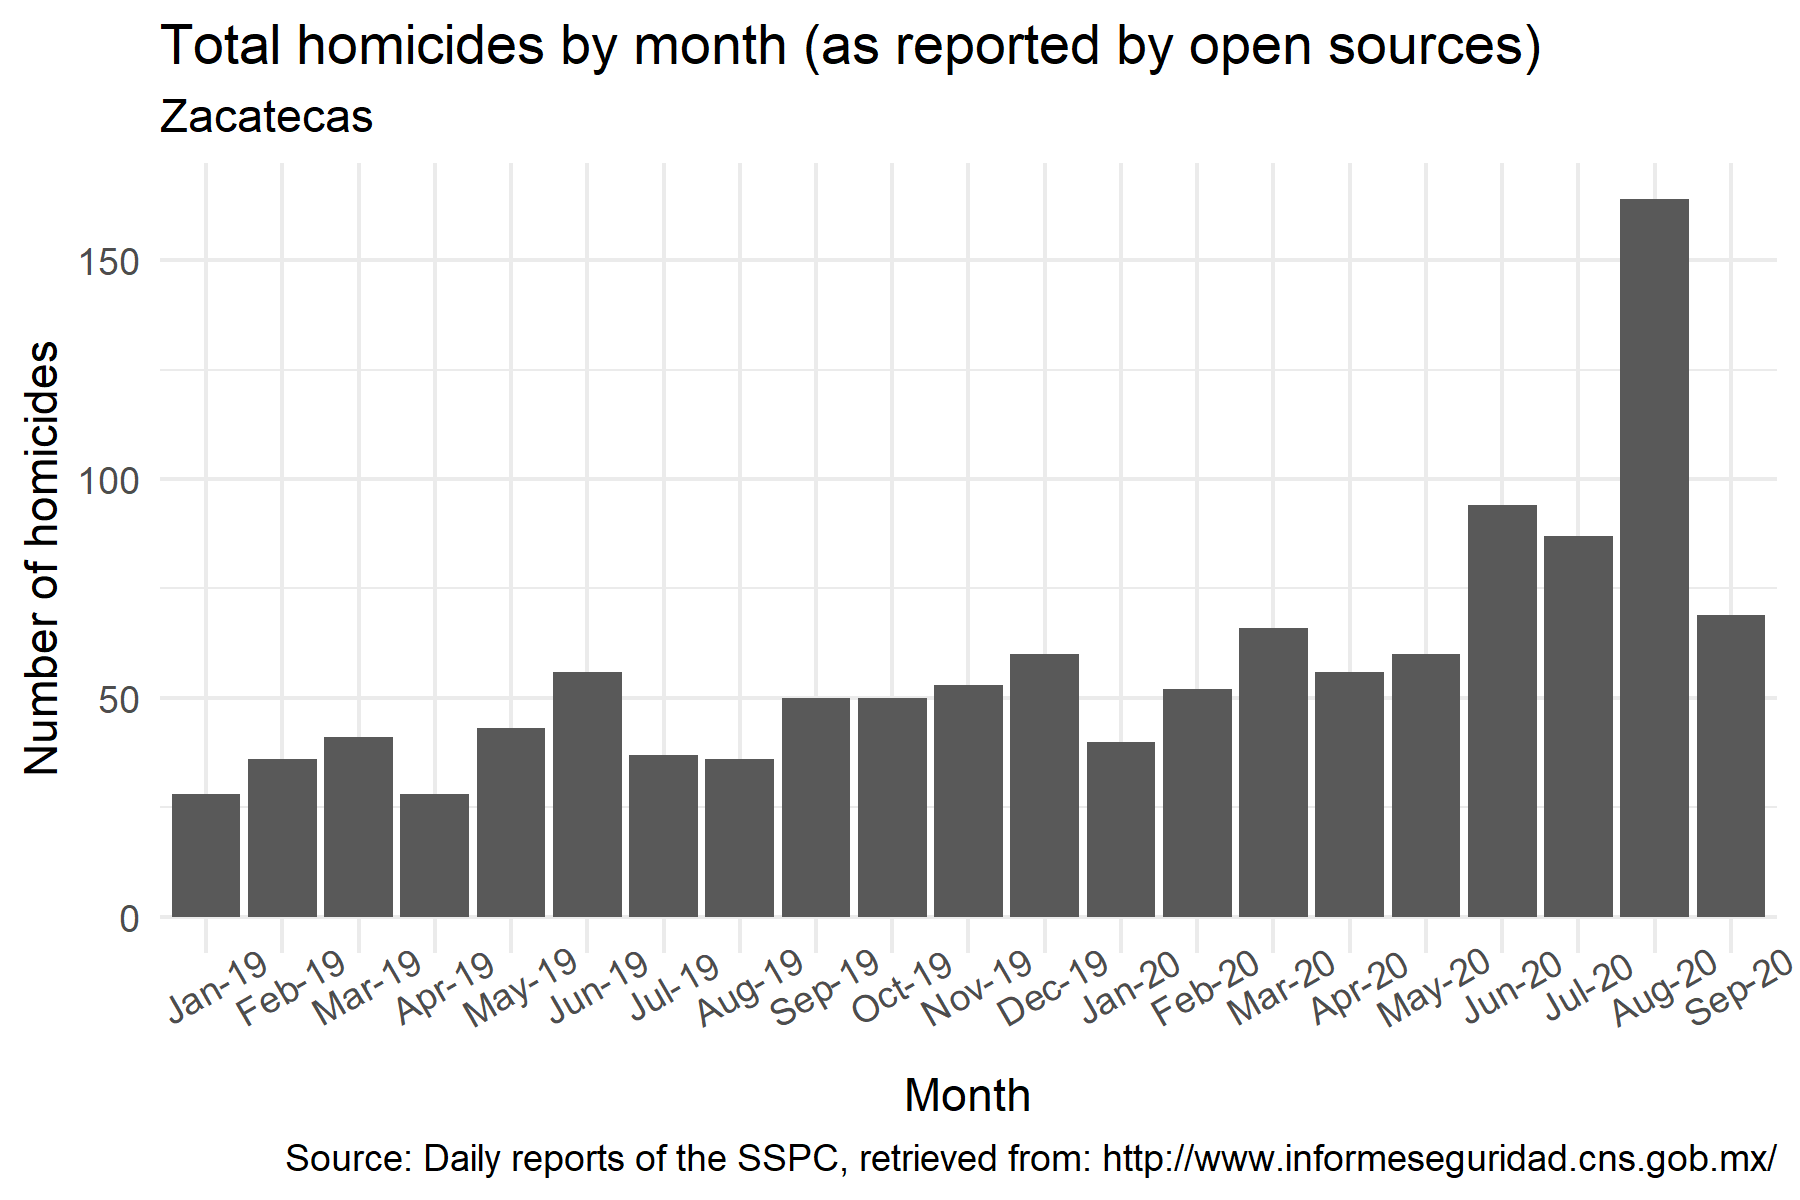 Total homicides by month (as reported by open sources)
Zacatecas
Number of homicides
150
100
50
0
Jan-19
Feb-19
Mar-19
Apr-19
May-19
Jun-19
Jul-19
Aug-19
Sep-19
Oct-19
Nov-19
Dec-19
Jan-20
Feb-20
Mar-20
Apr-20
May-20
Jun-20
Jul-20
Aug-20
Sep-20
Month
Source: Daily reports of the SSPC, retrieved from: http://www.informeseguridad.cns.gob.mx/